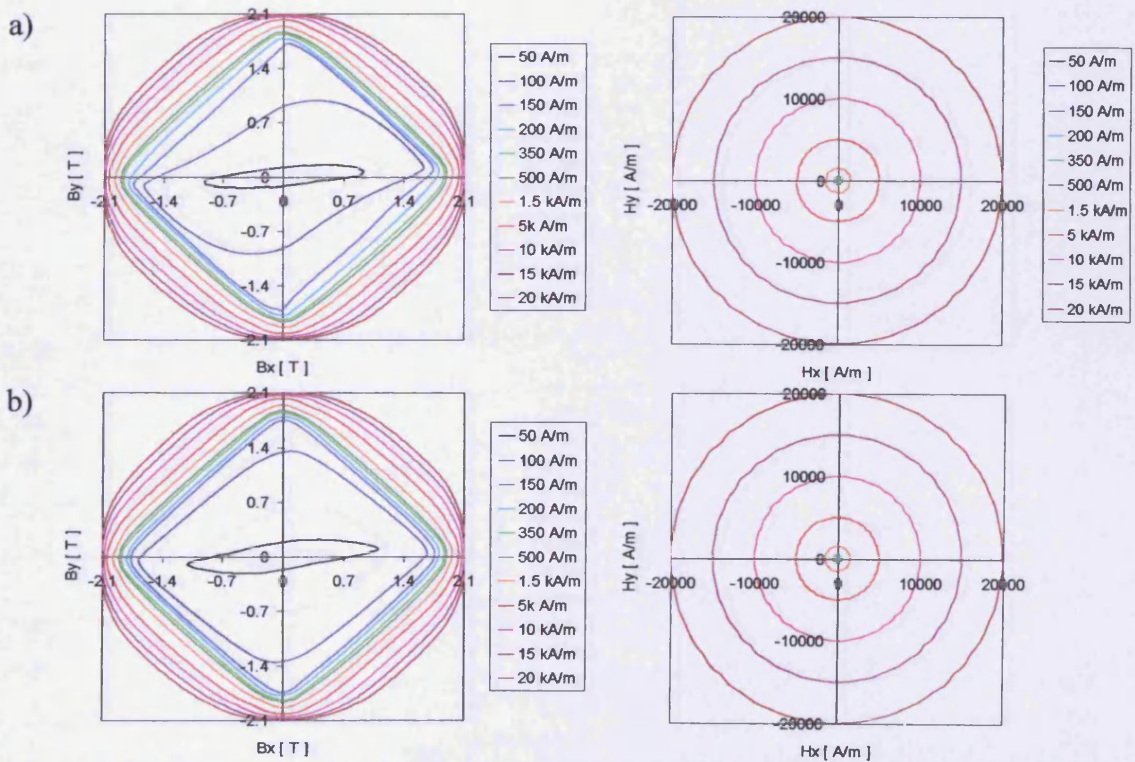 a)
2.1
1.4
0.7
0
-0.7
-1.4
-2.1
-2.1
-0.7
0
0.7
1.4
2.1
By [ T ]
Bx [ T ]
50 A/m
100 A/m
150 A/m
200 A/m
350 A/m
500 A/m
1.5 kA/m
5k A/m
10 kA/m
15 kA/m
20 kA/m
20000
10000
0
-10000
-20000
-20000
-10000
0
10000
20000
Hy [ A/m ]
Hx [ A/m ]
50 A/m
100 A/m
150 A/m
200 A/m
350 A/m
500 A/m
1.5 kA/m
5 kA/m
10 kA/m
15 kA/m
20 kA/m
b)
2.1
1.4
0.7
0
-0.7
-1.4
-2.1
-2.1
-1.4
-0.7
0
0.7
1.4
2.1
By [ T ]
Bx [ T ]
50 A/m
100 A/m
150 A/m
200 A/m
350 A/m
500 A/m
1.5 kA/m
5k A/m
10 kA/m
15 kA/m
20 kA/m
20000
10000
0
-10000
-20000
-20000
-10000
0
10000
20000
Hy [ A/m ]
Hx [ A/m ]